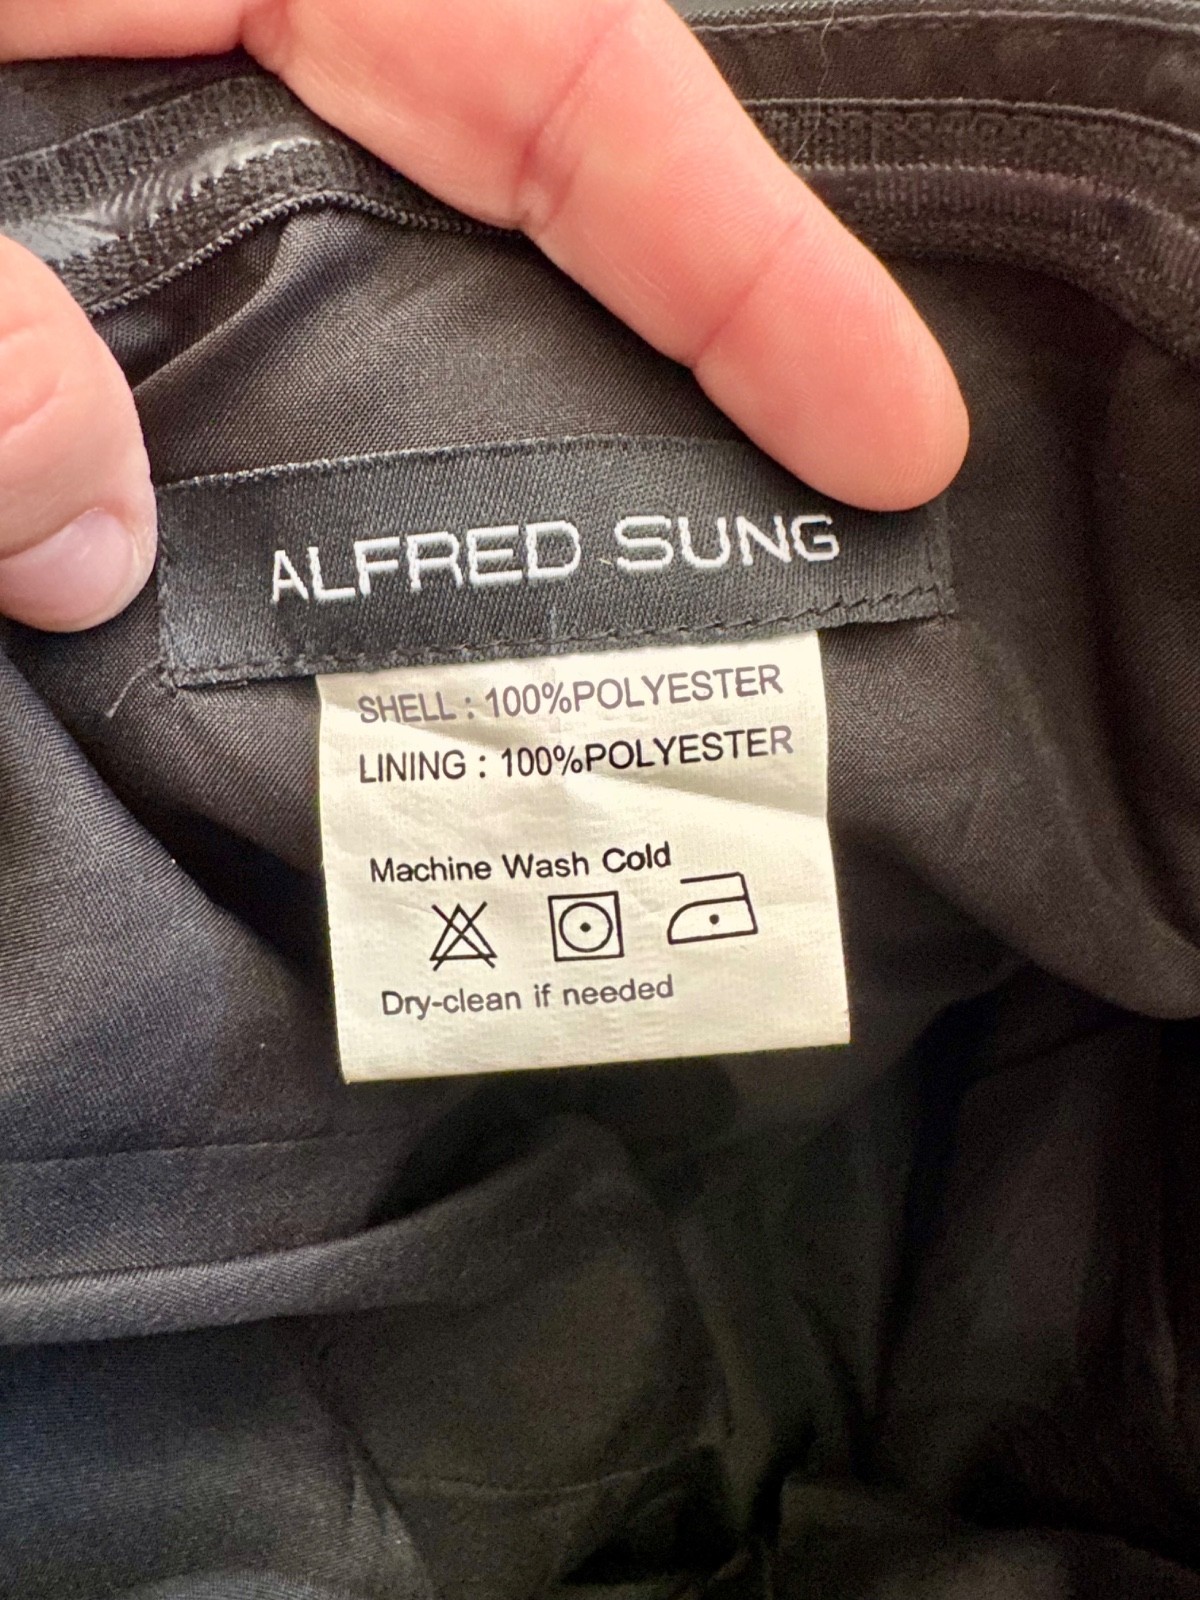 ALFRED SUNG
SHELL : 100%POLYESTER
LINING : 100%POLYESTER
Machine Wash Cold
Dry-clean if needed